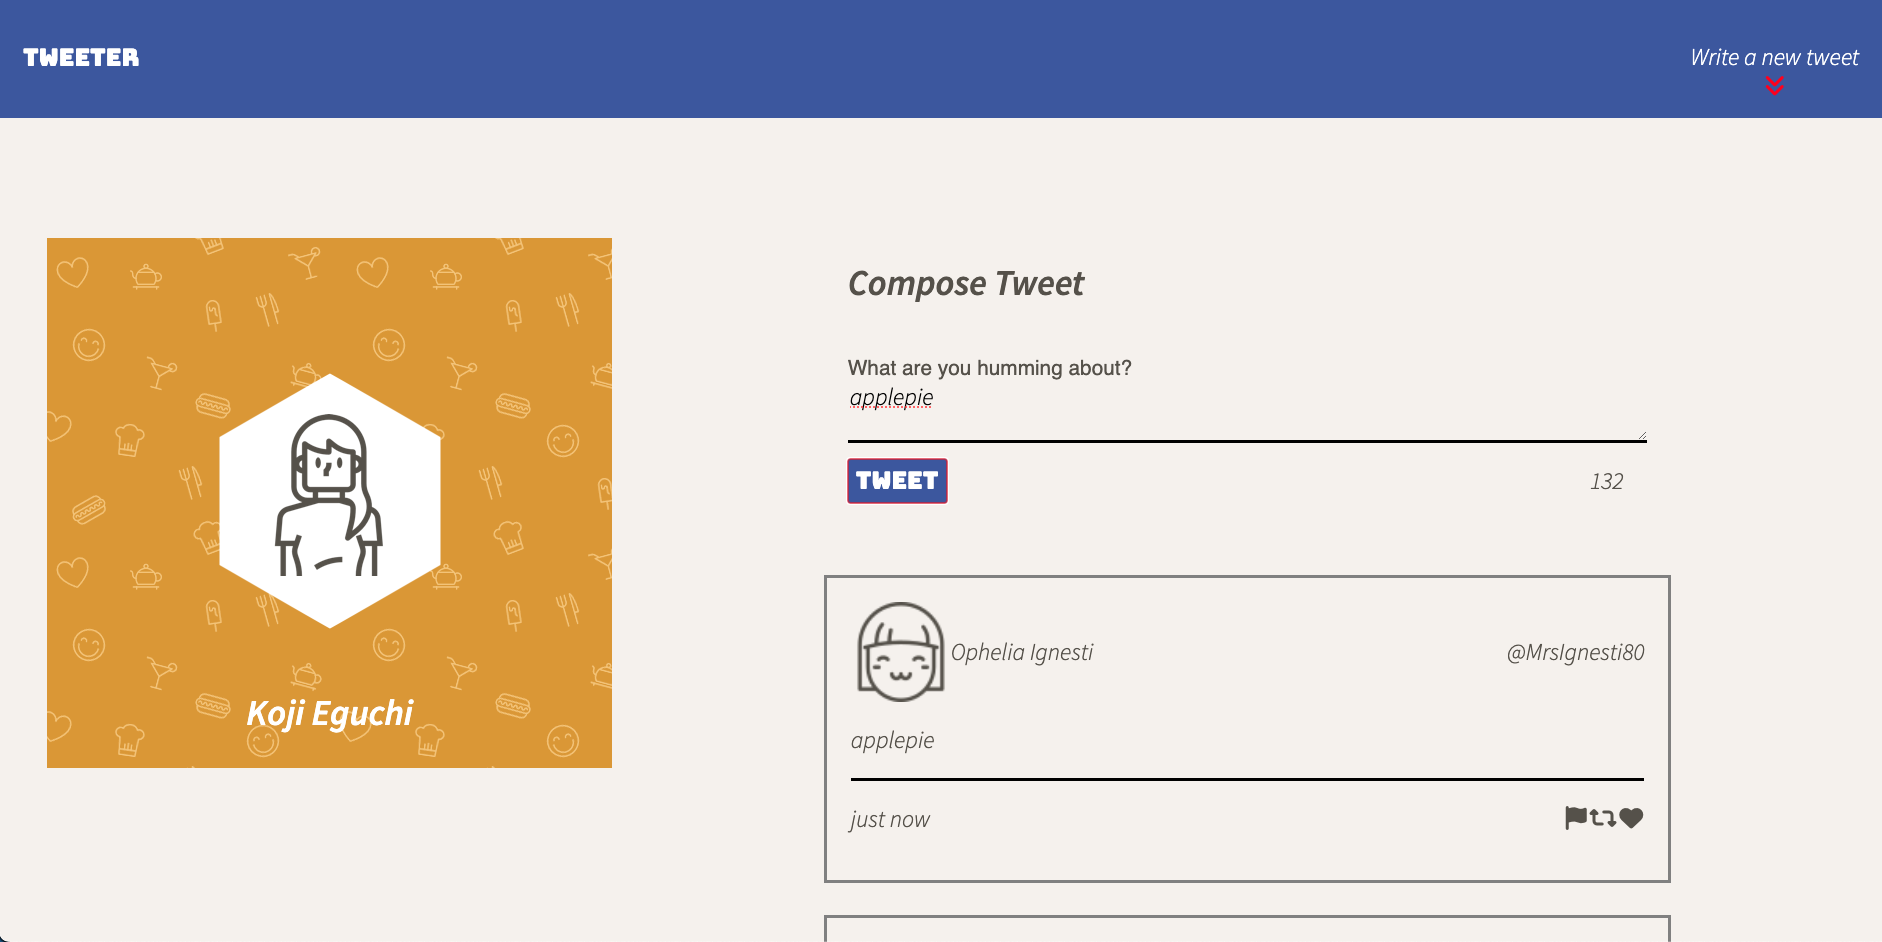 TWEETER
Write a new tweet
Koji Eguchi
Compose Tweet
What are you humming about?
applepie
TWEET
132
Ophelia Ignesti
@MrsIgnesti80
applepie
just now